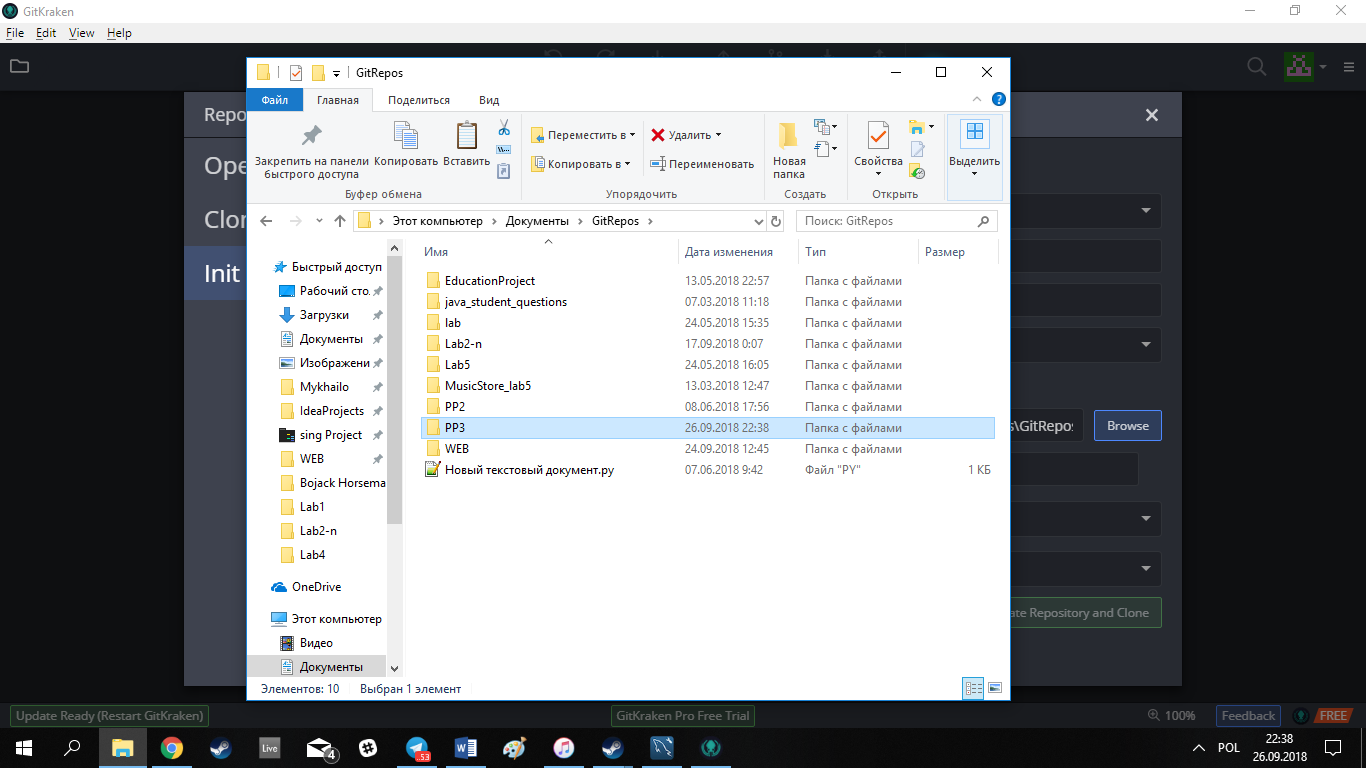 GitKraken
File Edit View Help
GitRepos
Файл Главная Поделиться Вид
Закрепить на панели быстрого доступа
Копировать
Вставить
Переместить в
Копировать в
Удалить
Переименовать
Новая папка
Свойства
Выделить
Буфер обмена Упорядочить Создать Открыть
Этот компьютер Документы GitRepos
Поиск: GitRepos
Имя Дата изменения Тип Размер
EducationProject 13.05.2018 22:57 Папка с файлами
java_student_questions 07.03.2018 11:18 Папка с файлами
lab 24.05.2018 15:35 Папка с файлами
Lab2-n 17.09.2018 0:07 Папка с файлами
Lab5 24.05.2018 16:05 Папка с файлами
MusicStore_lab5 13.03.2018 12:47 Папка с файлами
PP2 08.06.2018 17:56 Папка с файлами
PP3 26.09.2018 22:38 Папка с файлами
WEB 24.09.2018 12:45 Папка с файлами
Новый текстовый документ.py 07.06.2018 9:42 Файл "PY" 1 КБ
Быстрый доступ
Рабочий сто.
Загрузки
Документы
Изображени
Mykhailo
IdeaProjects
sing Project
WEB
Bojack Horsema
Lab1
Lab2-n
Lab4
OneDrive
Этот компьютер
Видео
Документы
Элементов: 10 Выбран 1 элемент
Repo
Ope
Clon
Init
s\GitRepos
Browse
ate Repository and Clone
Update Ready (Restart GitKraken)
GitKraken Pro Free Trial
100%
Feedback
FREE
Live
4
53
POL
22:38
26.09.2018